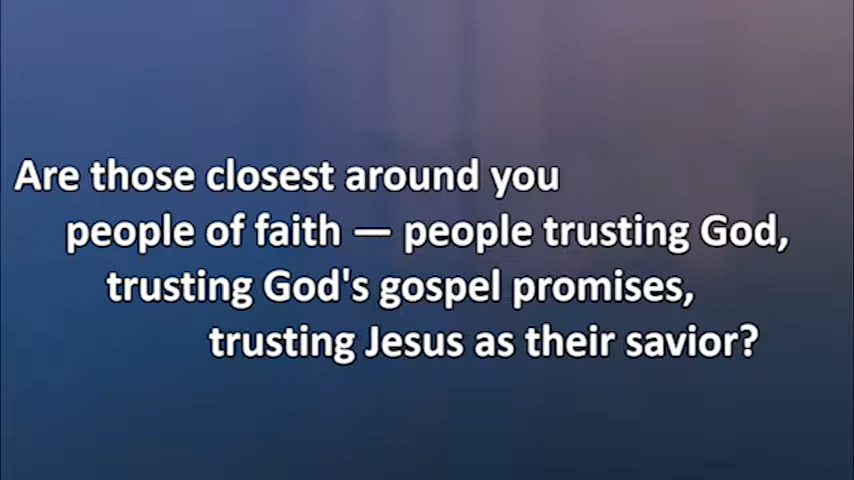 Are those closest around you
people of faith — people trusting God,
trusting God's gospel promises,
trusting Jesus as their savior?